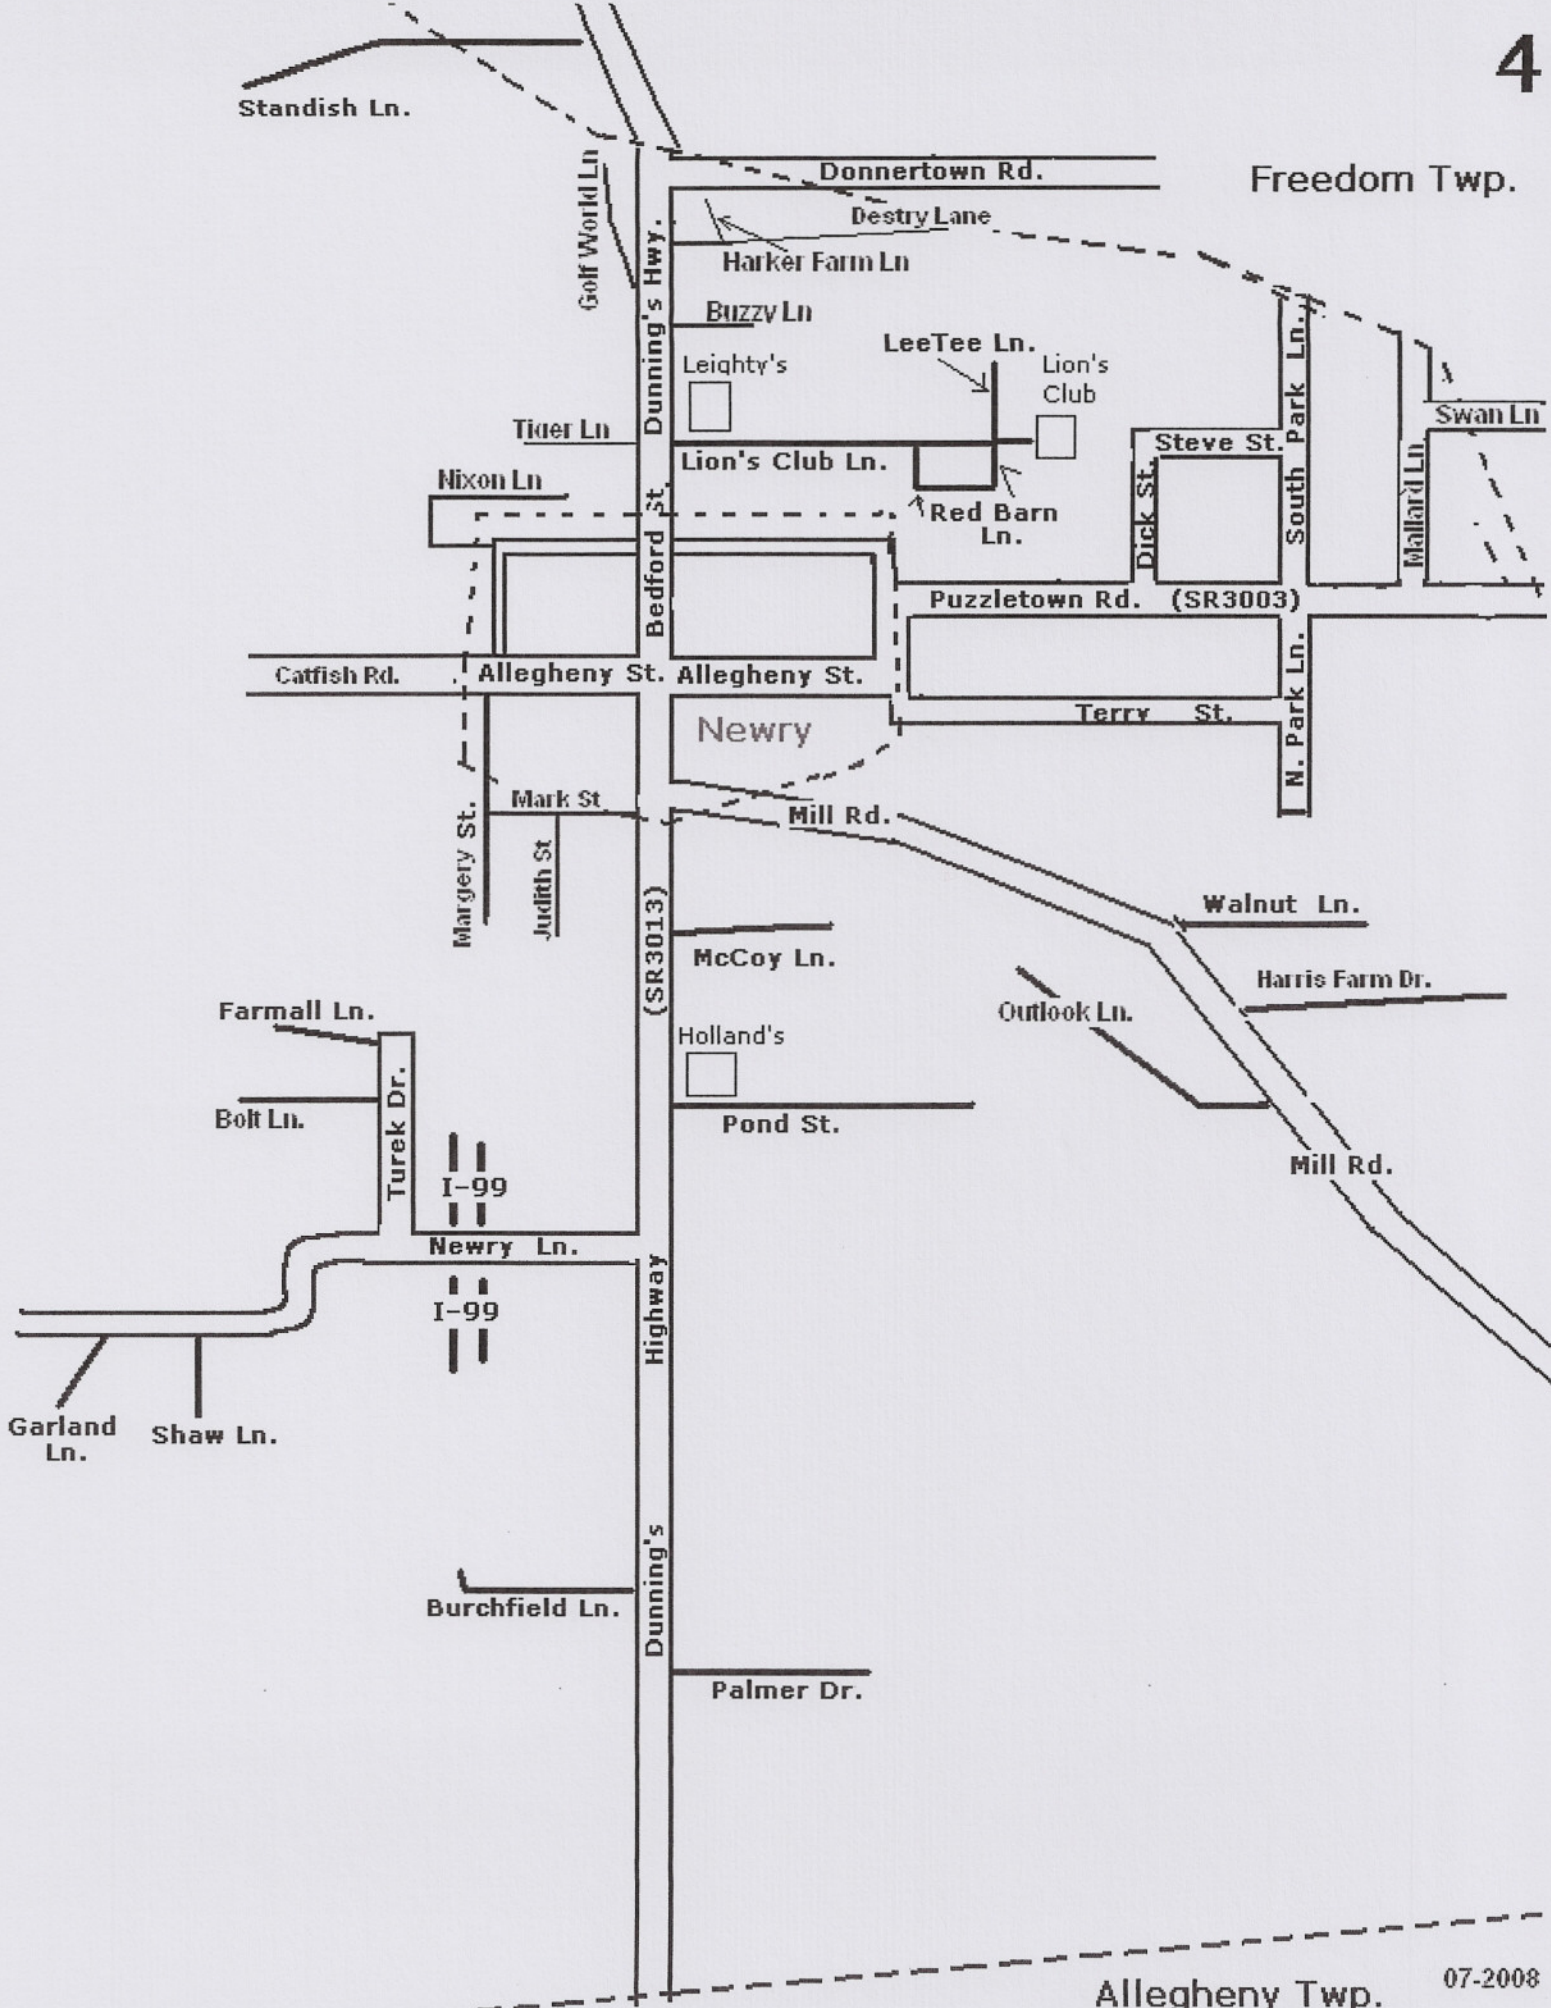 4
Standish Ln.
Golf World Ln
Donnertown Rd.
Freedom Twp.
Destry Lane
Harker Farm Ln
Dunning's Hwy.
Buzzy Ln
LeeTee Ln.
Leighty's
Lion's
Club
Tiger Ln
Lion's Club Ln.
Steve St.
Swan Ln
South Park Ln.
Mallard Ln
Nixon Ln
Red Barn
Ln.
Dick St.
Bedford St.
Puzzletown Rd. (SR3003)
Catfish Rd.
Allegheny St.
Allegheny St.
Newry
Terry St.
N. Park Ln.
Mark St
Mill Rd.
Margery St.
Judith St
(SR3013)
Walnut Ln.
McCoy Ln.
Harris Farm Dr.
Outlook Ln.
Farmall Ln.
Holland's
Bolt Ln.
Turek Dr.
Pond St.
Mill Rd.
I-99
Newry Ln.
I-99
Highway
Garland
Ln.
Shaw Ln.
Dunning's
Burchfield Ln.
Palmer Dr.
Allegheny Twp.
07-2008